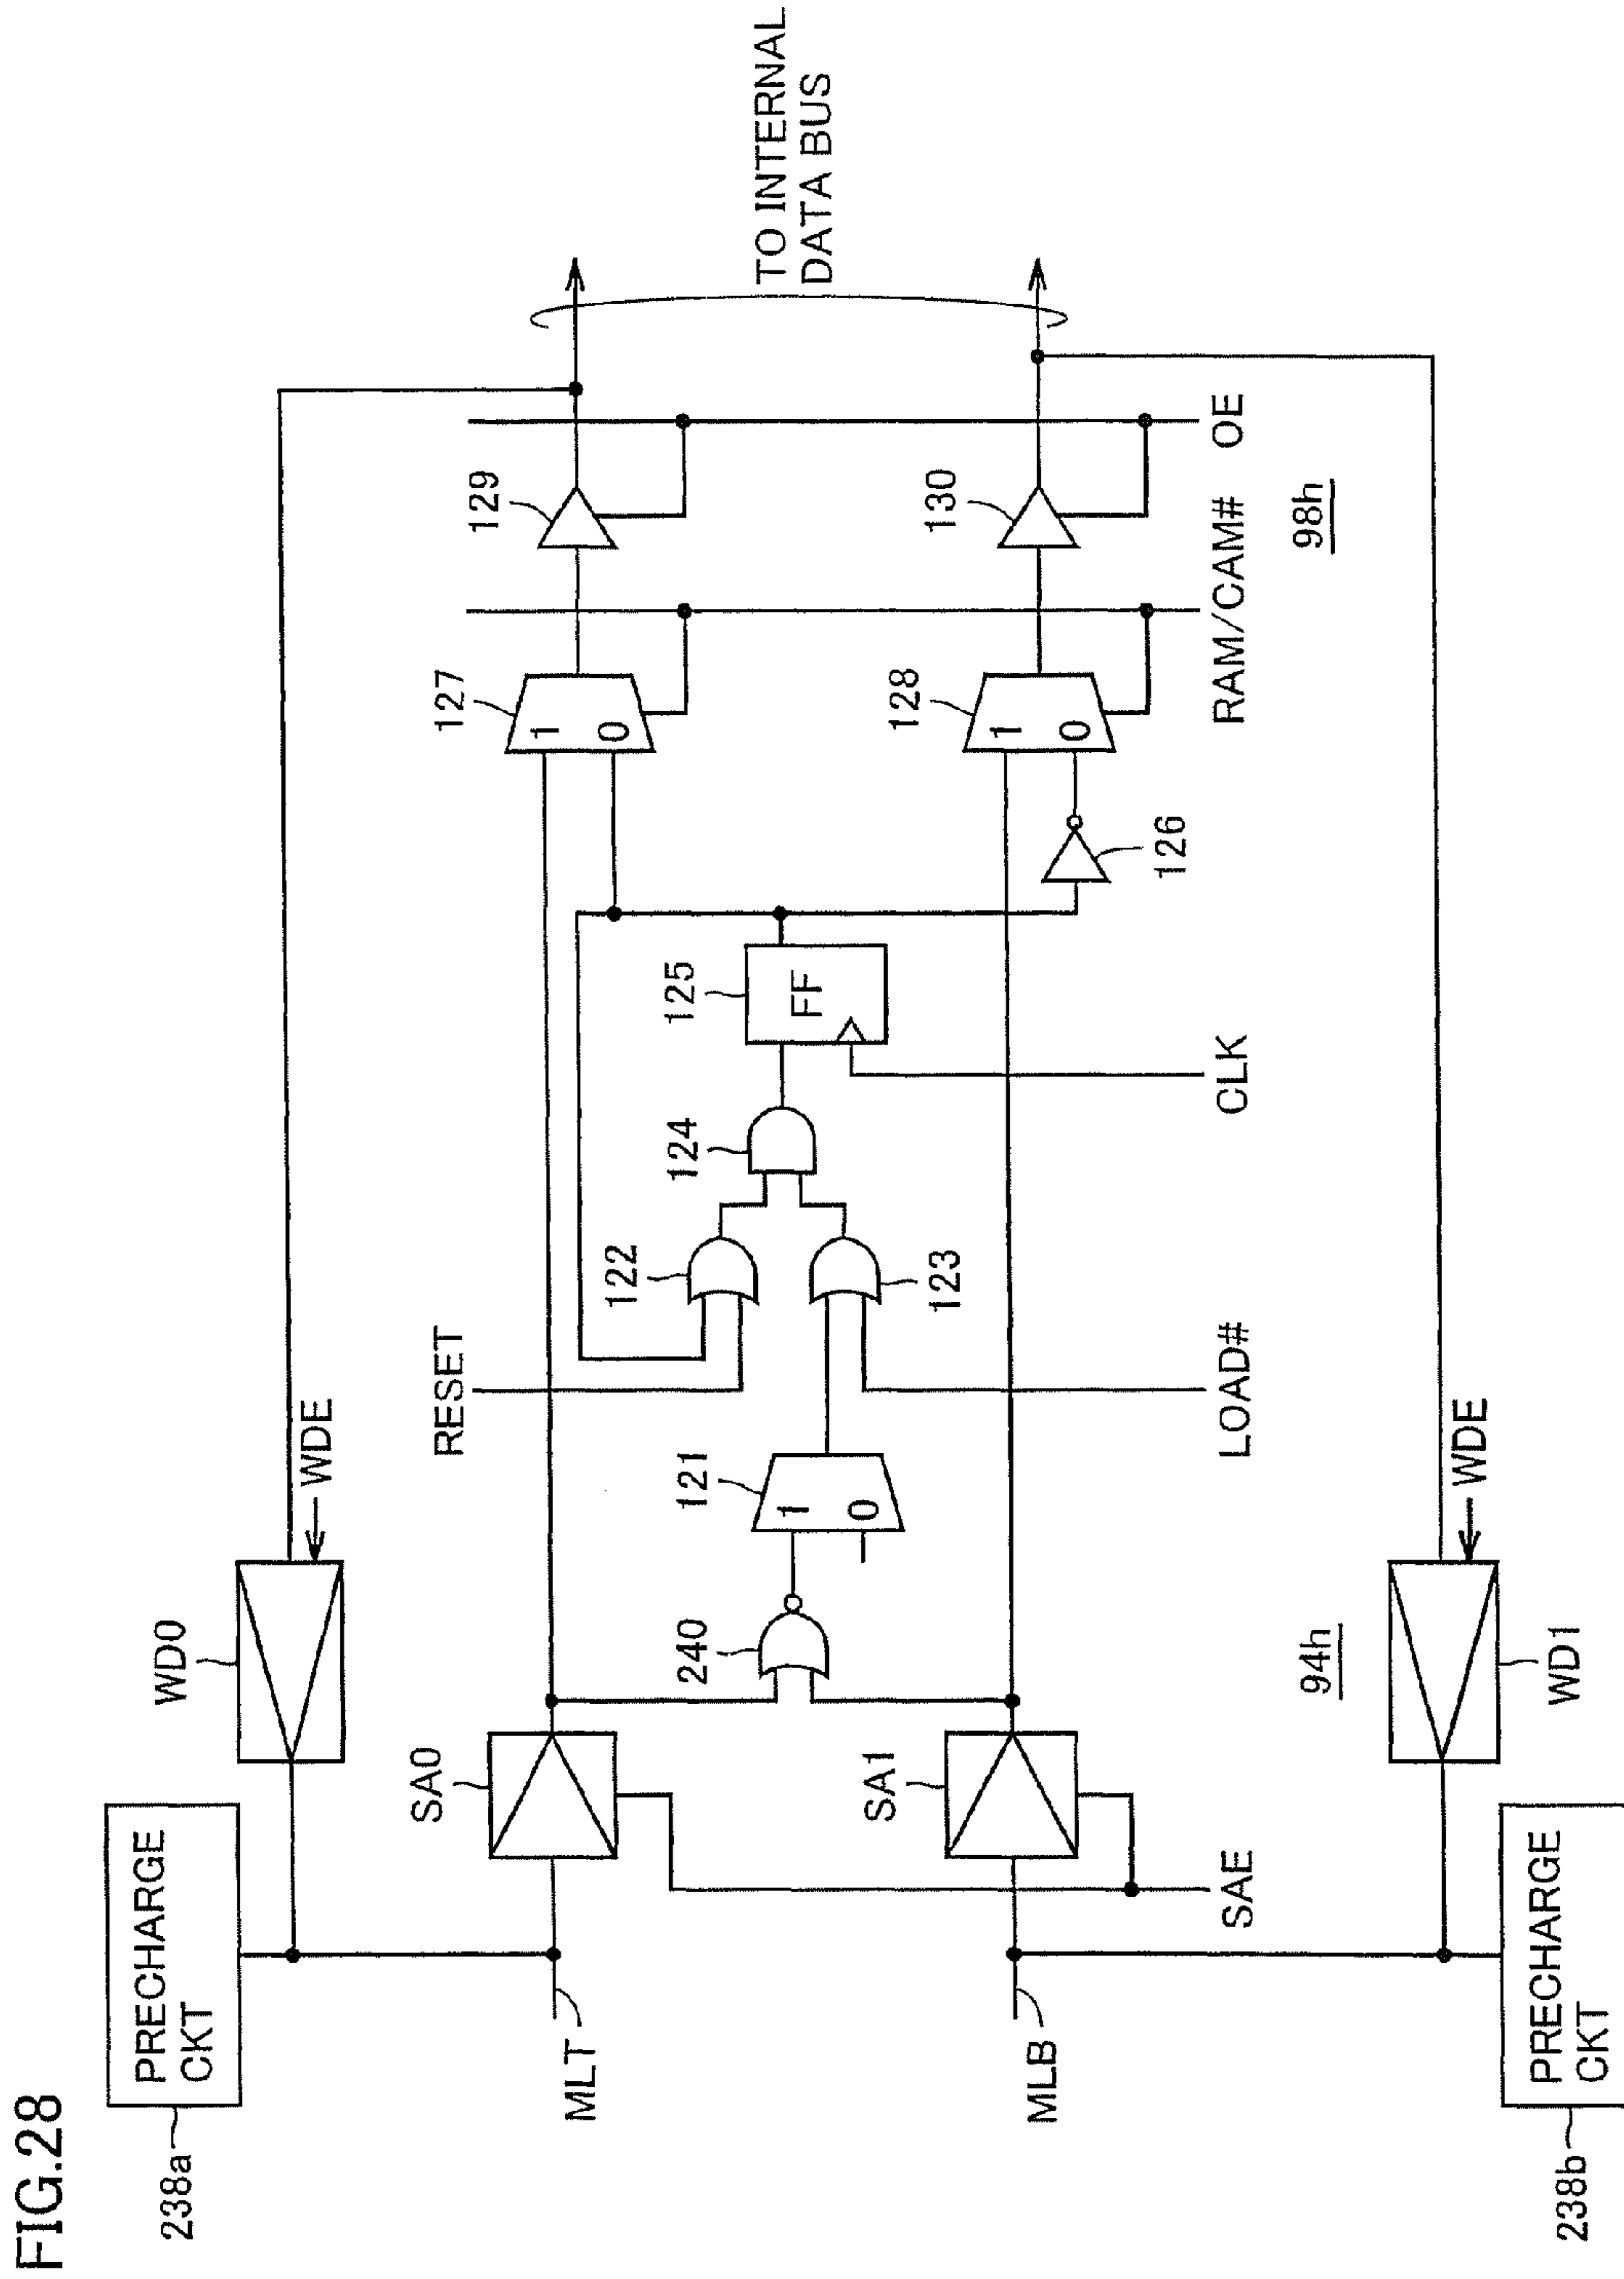 FIG.28
238a
PRECHARGE
CKT
WD0
WDE
MLT
SA0
RESET
127
1
0
129
TO INTERNAL
DATA BUS
240
121
1
0
122
123
124
125
FF
126
MLB
SA1
128
1
0
130
SAE
LOAD#
CLK
RAM/CAM#
OE
94h
98h
238b
PRECHARGE
CKT
WD1
WDE